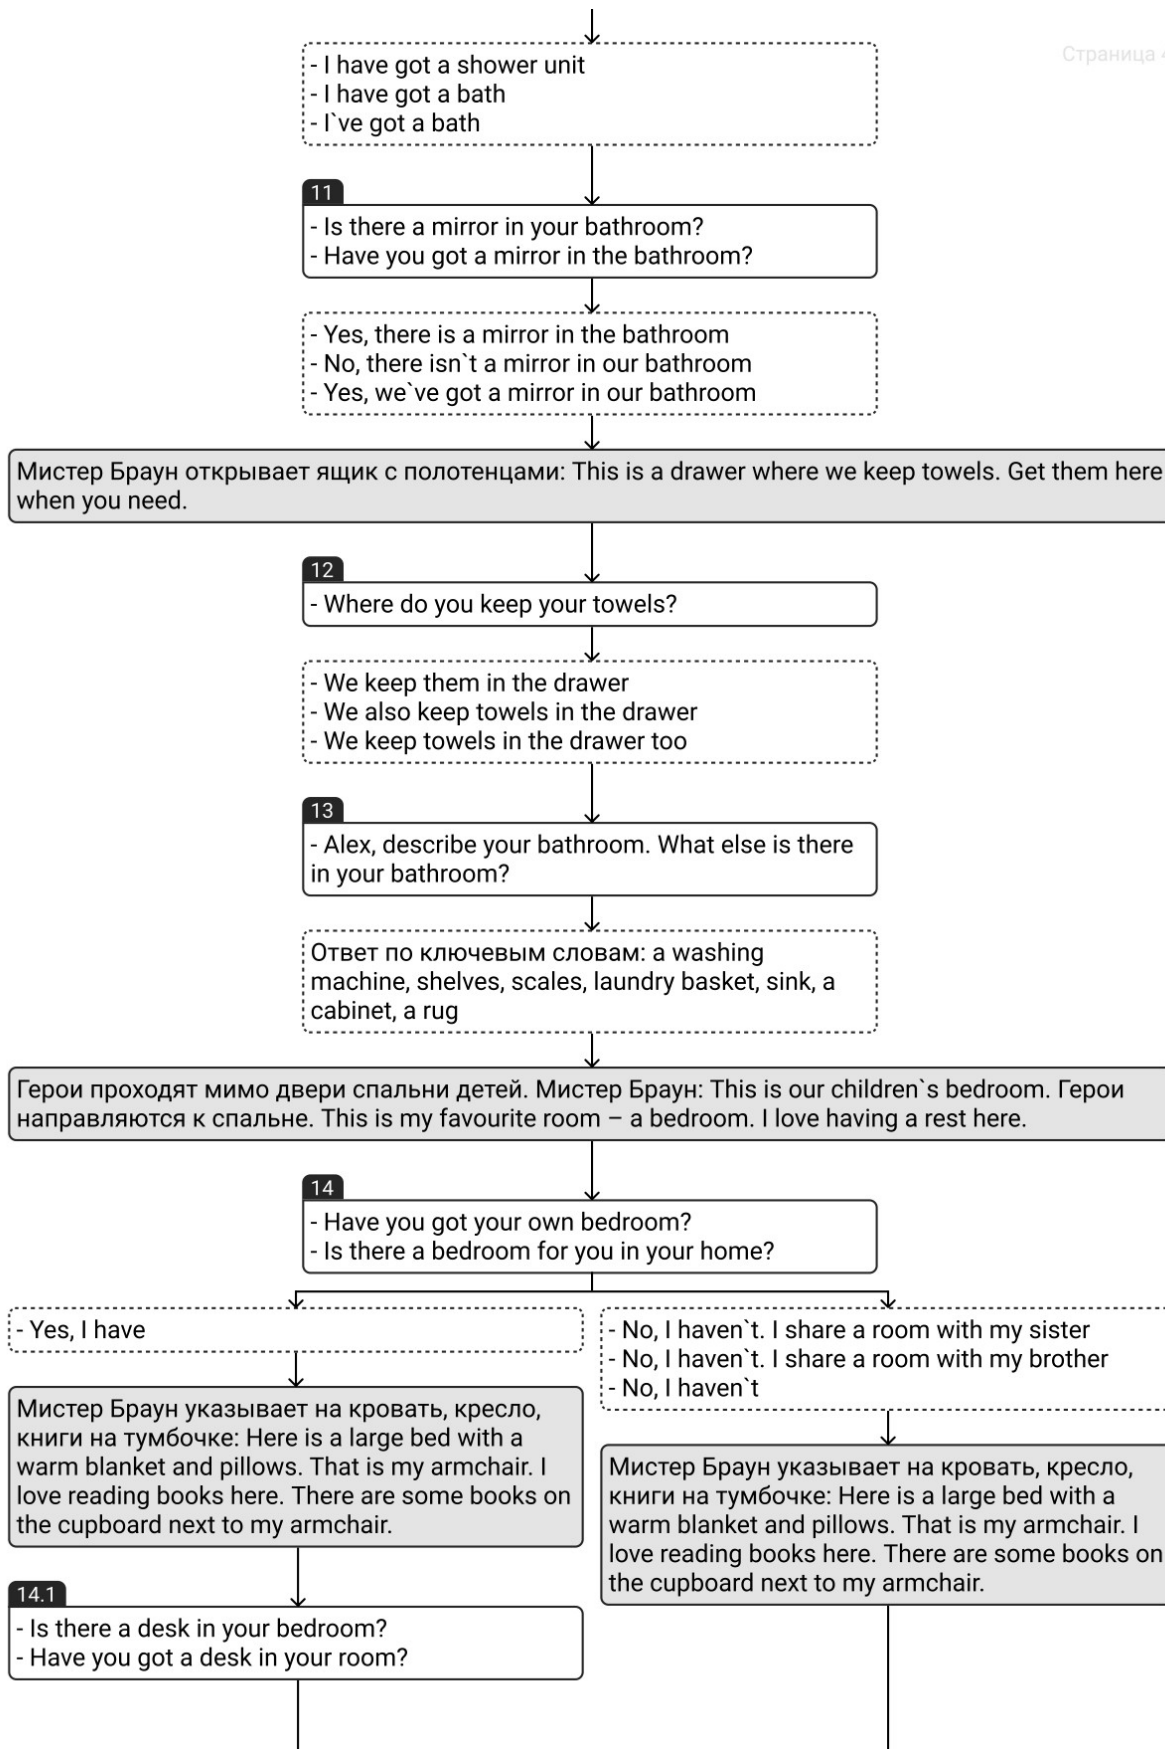 Страница 4
- I have got a shower unit
- I have got a bath
- I`ve got a bath
11
- Is there a mirror in your bathroom?
- Have you got a mirror in the bathroom?
- Yes, there is a mirror in the bathroom
- No, there isn`t a mirror in our bathroom
- Yes, we`ve got a mirror in our bathroom
Мистер Браун открывает ящик с полотенцами: This is a drawer where we keep towels. Get them here
when you need.
12
- Where do you keep your towels?
- We keep them in the drawer
- We also keep towels in the drawer
- We keep towels in the drawer too
13
- Alex, describe your bathroom. What else is there
in your bathroom?
Ответ по ключевым словам: a washing
machine, shelves, scales, laundry basket, sink, a
cabinet, a rug
Герои проходят мимо двери спальни детей. Мистер Браун: This is our children`s bedroom. Герои
направляются к спальне. This is my favourite room – a bedroom. I love having a rest here.
14
- Have you got your own bedroom?
- Is there a bedroom for you in your home?
- Yes, I have
Мистер Браун указывает на кровать, кресло,
книги на тумбочке: Here is a large bed with a
warm blanket and pillows. That is my armchair. I
love reading books here. There are some books on
the cupboard next to my armchair.
14.1
- Is there a desk in your bedroom?
- Have you got a desk in your room?
- No, I haven`t. I share a room with my sister
- No, I haven`t. I share a room with my brother
- No, I haven`t
Мистер Браун указывает на кровать, кресло,
книги на тумбочке: Here is a large bed with a
warm blanket and pillows. That is my armchair. I
love reading books here. There are some books on
the cupboard next to my armchair.